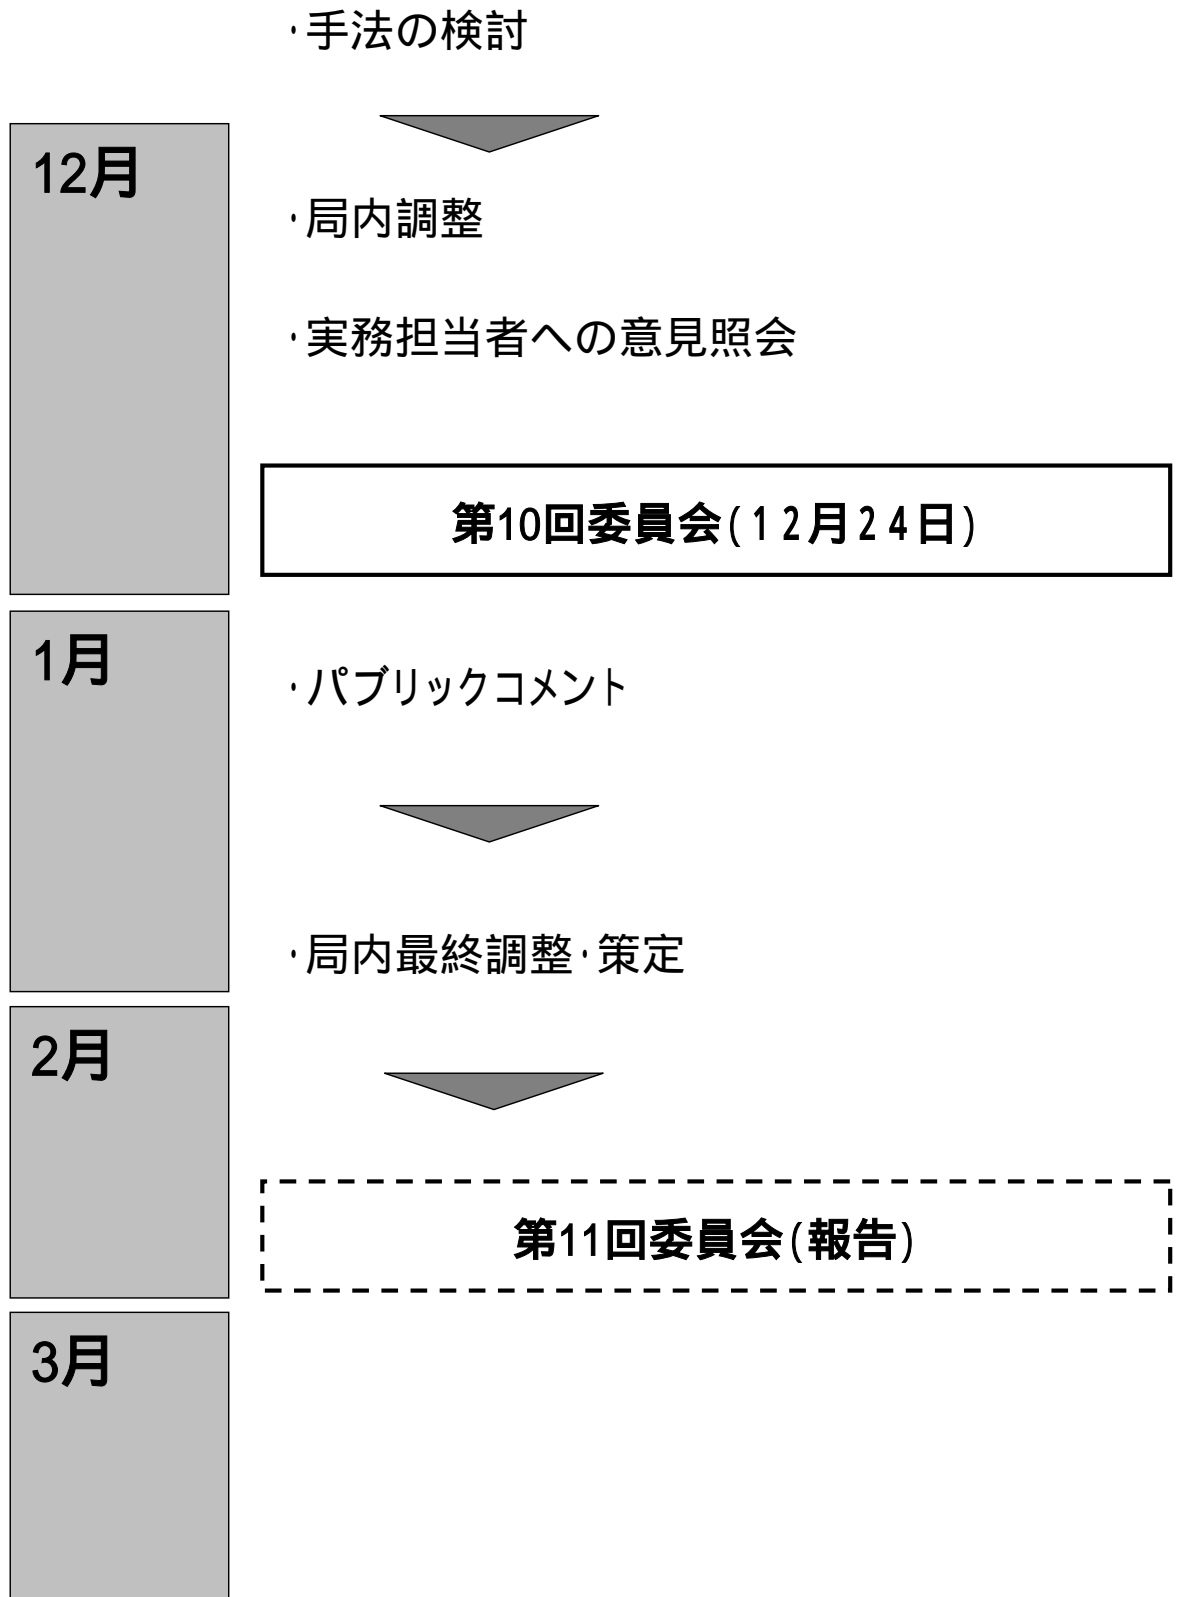 ·手法の検討
12月
·局内調整
·実務担当者への意見照会
第10回委員会(12月24日)
1月
·パブリックコメント
·局内最終調整·策定
2月
第11回委員会(報告)
3月